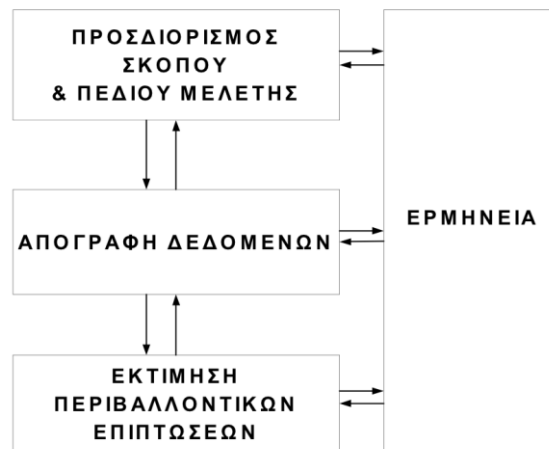 ΠΡΟΣΔΙΟΡΙΣΜΟΣ
ΣΚΟΠΟΥ
& ΠΕΔΙΟΥ ΜΕΛΕΤΗΣ
ΑΠΟΓΡΑΦΗ ΔΕΔΟΜΕΝΩΝ
ΕΡΜΗΝΕΙΑ
ΕΚΤΙΜΗΣΗ
ΠΕΡΙΒΑΛΛΟΝΤΙΚΩΝ
ΕΠΙΠΤΩΣΕΩΝ